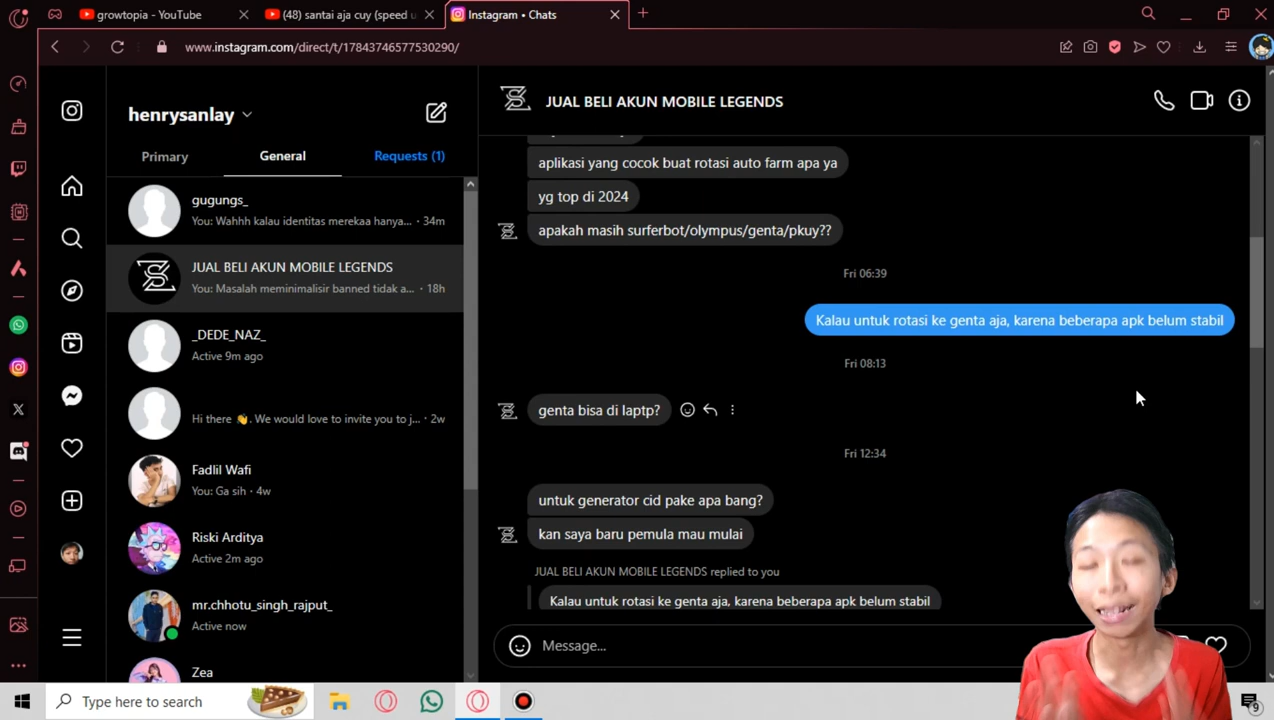 growtopia - YouTube
(48) santai aja cuy (speed u
Instagram • Chats
www.instagram.com/direct/t/17843746577530290/
henrysanlay
Primary
General
Requests (1)
gugungs_
You: Wahhh kalau identitas merekaa hanya... · 34m
JUAL BELI AKUN MOBILE LEGENDS
You: Masalah meminimalisir banned tidak a... · 18h
_DEDE_NAZ_
Active 9m ago
Hi there 👋. We would love to invite you to j... · 2w
Fadlil Wafi
You: Ga sih · 4w
Riski Arditya
Active 2m ago
mr.chhotu_singh_rajput_
Active now
Zea
JUAL BELI AKUN MOBILE LEGENDS
aplikasi yang cocok buat rotasi auto farm apa ya
yg top di 2024
apakah masih surferbot/olympus/genta/pkuy??
Fri 06:39
Kalau untuk rotasi ke genta aja, karena beberapa apk belum stabil
Fri 08:13
genta bisa di laptp?
Fri 12:34
untuk generator cid pake apa bang?
kan saya baru pemula mau mulai
JUAL BELI AKUN MOBILE LEGENDS replied to you
Kalau untuk rotasi ke genta aja, karena beberapa apk belum stabil
Message...
Type here to search
9